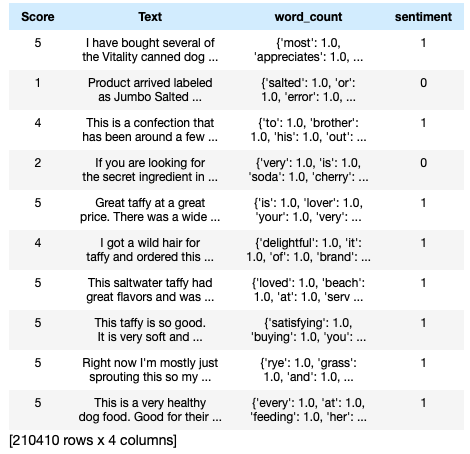 Score Text word_count sentiment
5 I have bought several of {'most': 1.0, 1
the Vitality canned dog ... 'appreciates': 1.0, ...
1 Product arrived labeled {'salted': 1.0, 'or': 0
as Jumbo Salted ... 1.0, 'error': 1.0, ...
4 This is a confection that {'to': 1.0, 'brother': 1
has been around a few ... 1.0, 'his': 1.0, 'out': ...
2 If you are looking for {'very': 1.0, 'is': 1.0, 0
the secret ingredient in ... 'soda': 1.0, 'cherry': ...
5 Great taffy at a great {'is': 1.0, 'lover': 1.0, 1
price. There was a wide ... 'your': 1.0, 'very': ...
4 I got a wild hair for {'delightful': 1.0, 'it': 1
taffy and ordered this ... 1.0, 'of': 1.0, 'brand': ...
5 This saltwater taffy had {'loved': 1.0, 'beach': 1
great flavors and was ... 1.0, 'at': 1.0, 'serv ...
5 This taffy is so good. {'satisfying': 1.0, 1
It is very soft and ... 'buying': 1.0, 'you': ...
5 Right now I'm mostly just {'rye': 1.0, 'grass': 1
sprouting this so my ... 1.0, 'and': 1.0, ...
5 This is a very healthy {'every': 1.0, 'at': 1.0, 1
dog food. Good for their ... 'feeding': 1.0, 'her': ...
[210410 rows x 4 columns]